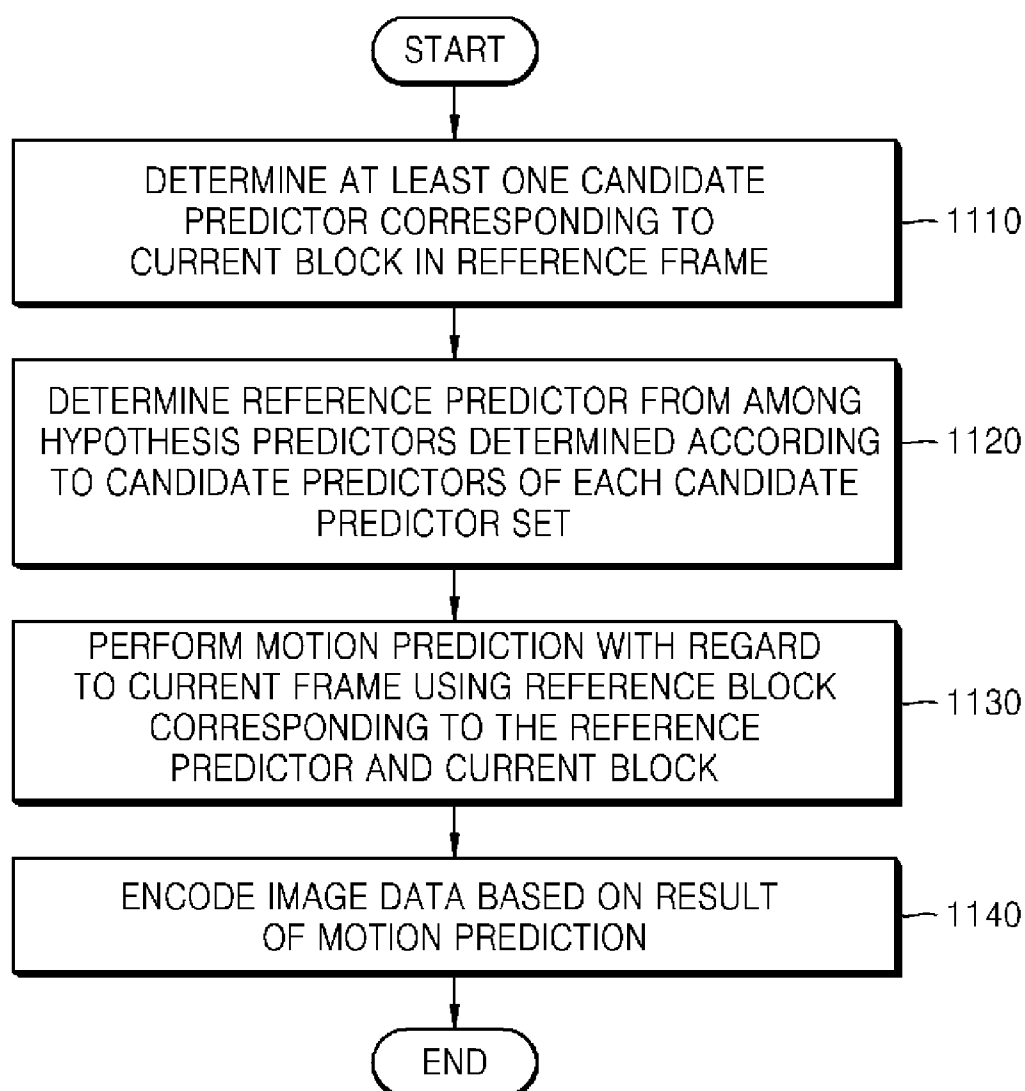 START
DETERMINE AT LEAST ONE CANDIDATE
PREDICTOR CORRESPONDING TO
CURRENT BLOCK IN REFERENCE FRAME
1110
DETERMINE REFERENCE PREDICTOR FROM AMONG
HYPOTHESIS PREDICTORS DETERMINED ACCORDING
TO CANDIDATE PREDICTORS OF EACH CANDIDATE
PREDICTOR SET
1120
PERFORM MOTION PREDICTION WITH REGARD
TO CURRENT FRAME USING REFERENCE BLOCK
CORRESPONDING TO THE REFERENCE
PREDICTOR AND CURRENT BLOCK
1130
ENCODE IMAGE DATA BASED ON RESULT
OF MOTION PREDICTION
1140
END